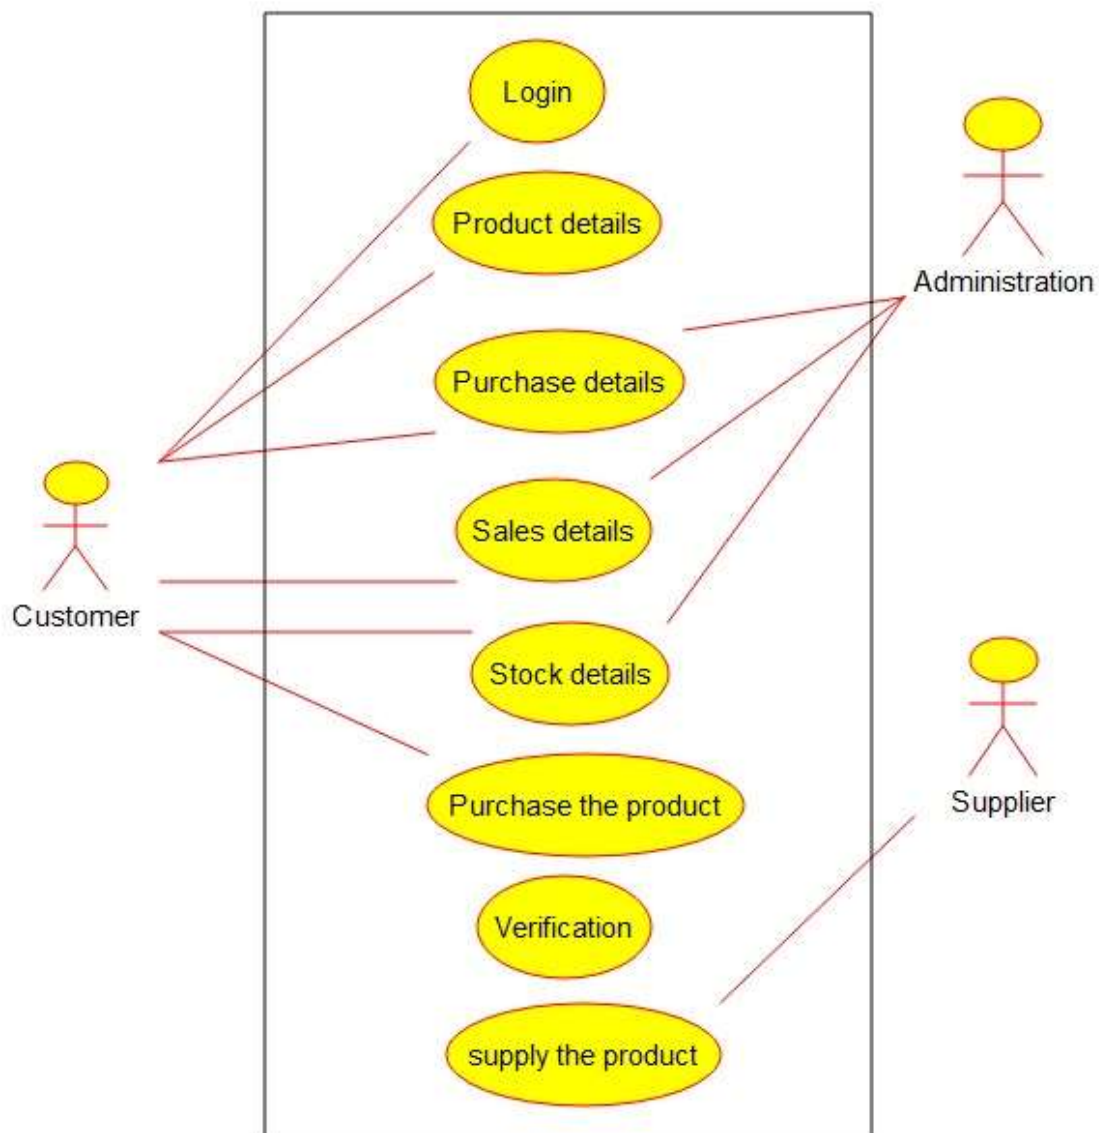 Login
Product details
Administration
Purchase details
Sales details
Customer
Stock details
Purchase the product
Supplier
Verification
supply the product